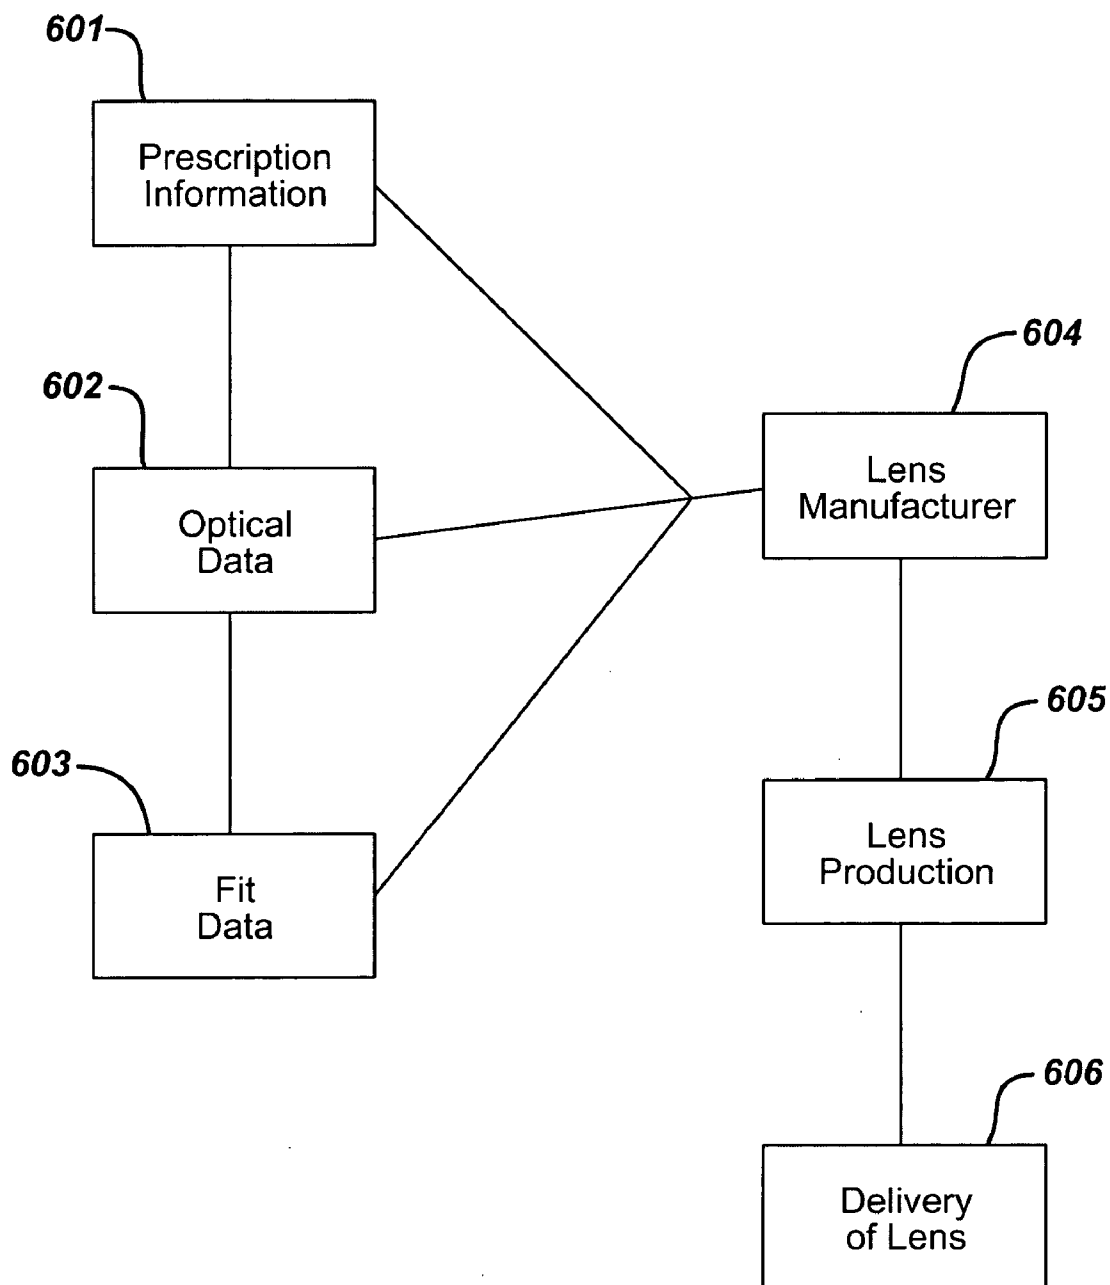 601
Prescription
Information
602
Optical
Data
603
Fit
Data
604
Lens
Manufacturer
605
Lens
Production
606
Delivery
of Lens